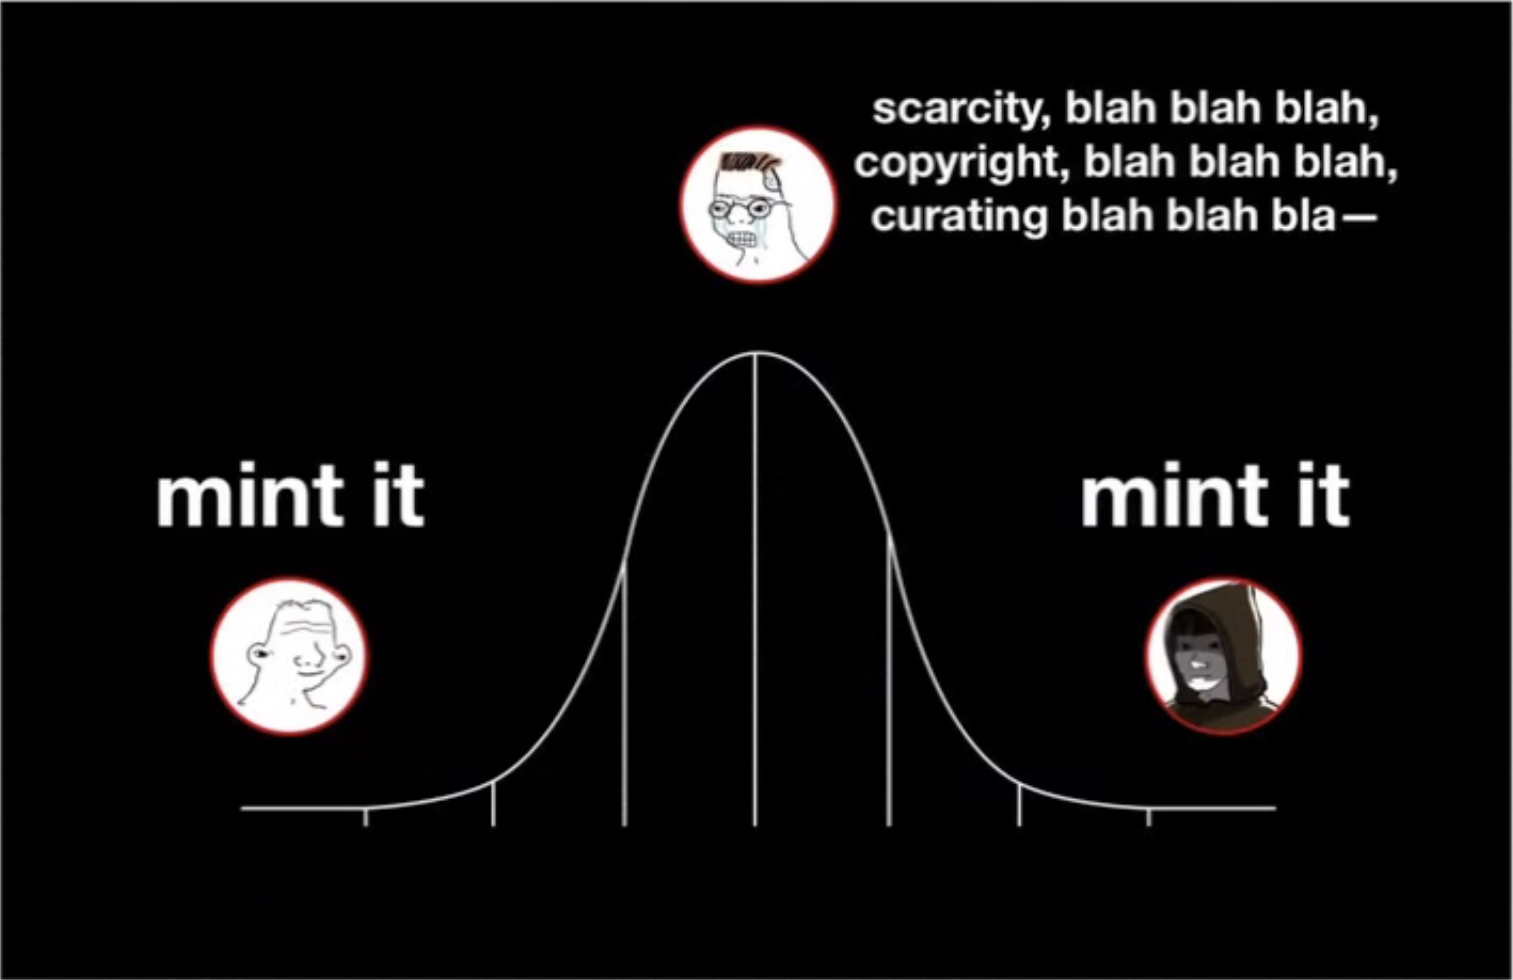 scarcity, blah blah blah,
copyright, blah blah blah,
curating blah blah bla—
mint it
mint it